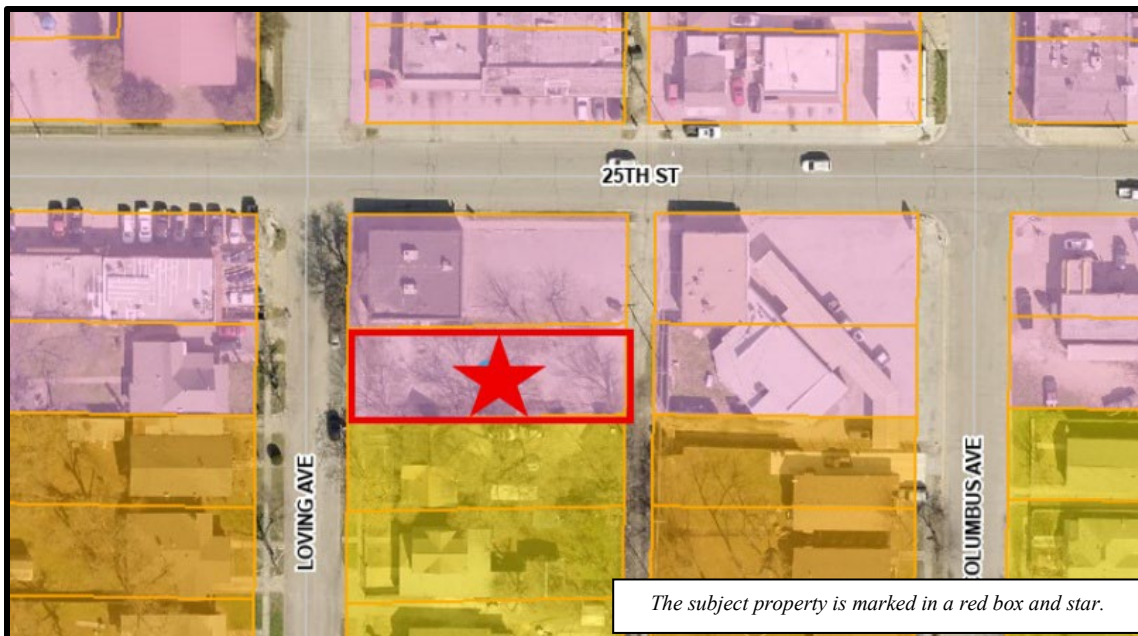 25TH ST
LOVING AVE
COLUMBUS AVE
The subject property is marked in a red box and star.